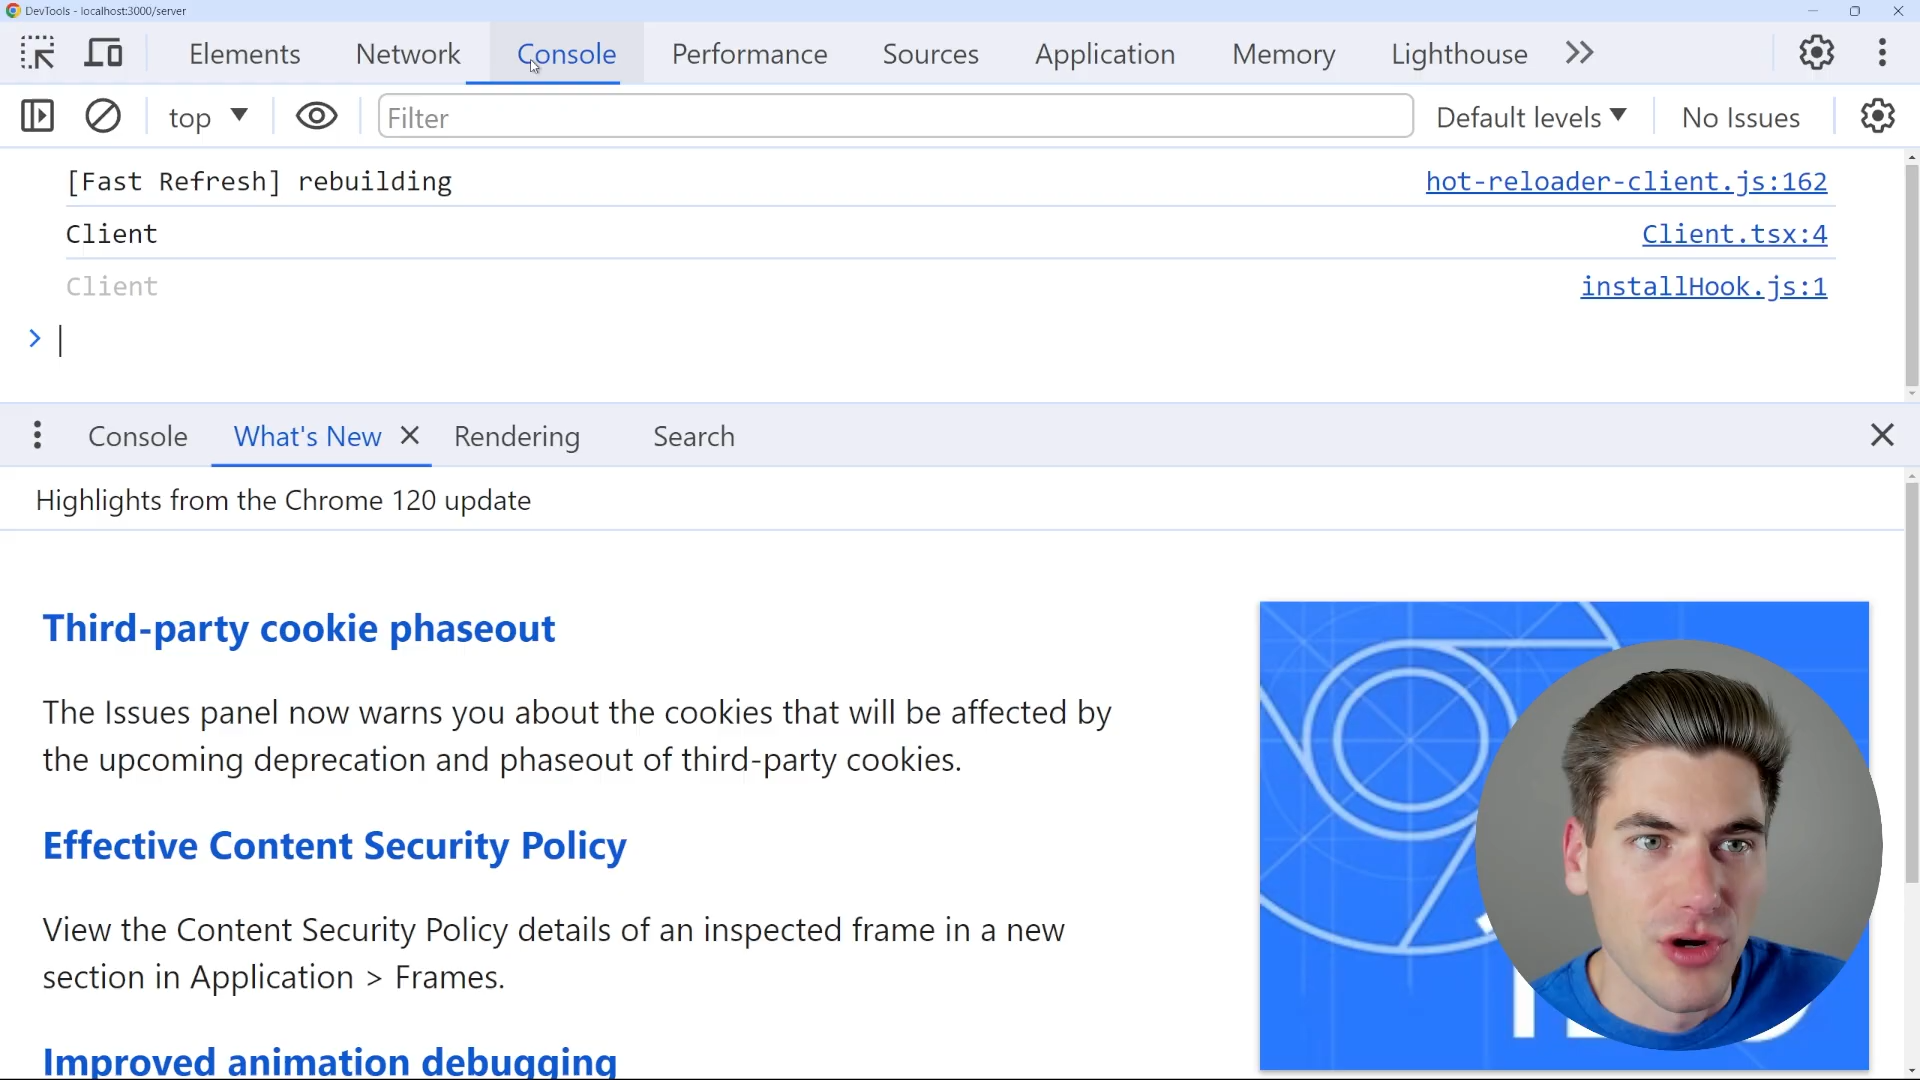 DevTools - localhost:3000/server
Elements Network Console Performance Sources Application Memory Lighthouse
top Filter Default levels No Issues
[Fast Refresh] rebuilding hot-reloader-client.js:162
Client Client.tsx:4
Client installHook.js:1
Console What's New Rendering Search
Highlights from the Chrome 120 update
Third-party cookie phaseout
The Issues panel now warns you about the cookies that will be affected by
the upcoming deprecation and phaseout of third-party cookies.
Effective Content Security Policy
View the Content Security Policy details of an inspected frame in a new
section in Application > Frames.
Improved animation debugging